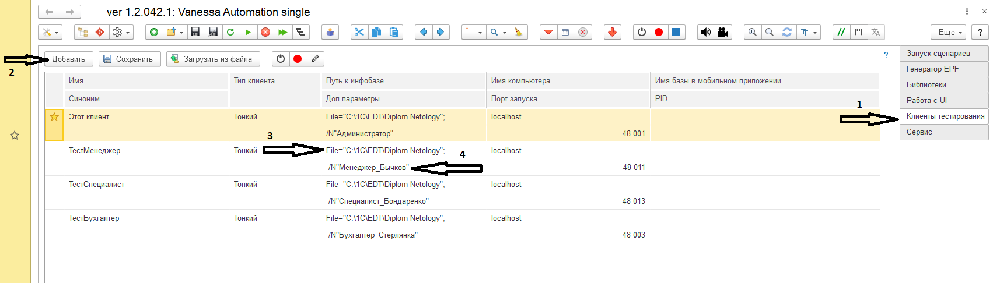 ver 1.2.042.1: Vanessa Automation single
Еще ?
Добавить Сохранить Загрузить из файла ?
2
Имя Тип клиента Путь к инфобазе Имя компьютера Имя базы в мобильном приложении
Синоним Доп.параметры Порт запуска PID
Этот клиент Тонкий File="C:\1C\EDT\Diplom Netology"; localhost
/N"Администратор" 48 001
3
ТестМенеджер Тонкий File="C:\1C\EDT\Diplom Netology"; localhost
4
/N"Менеджер_Бычков" 48 011
ТестСпециалист Тонкий File="C:\1C\EDT\Diplom Netology"; localhost
/N"Специалист_Бондаренко" 48 013
ТестБухгалтер Тонкий File="C:\1C\EDT\Diplom Netology"; localhost
/N"Бухгалтер_Стерлянка" 48 003
Запуск сценариев
Генератор EPF
Библиотеки
Работа с UI
1
Клиенты тестирования
Сервис